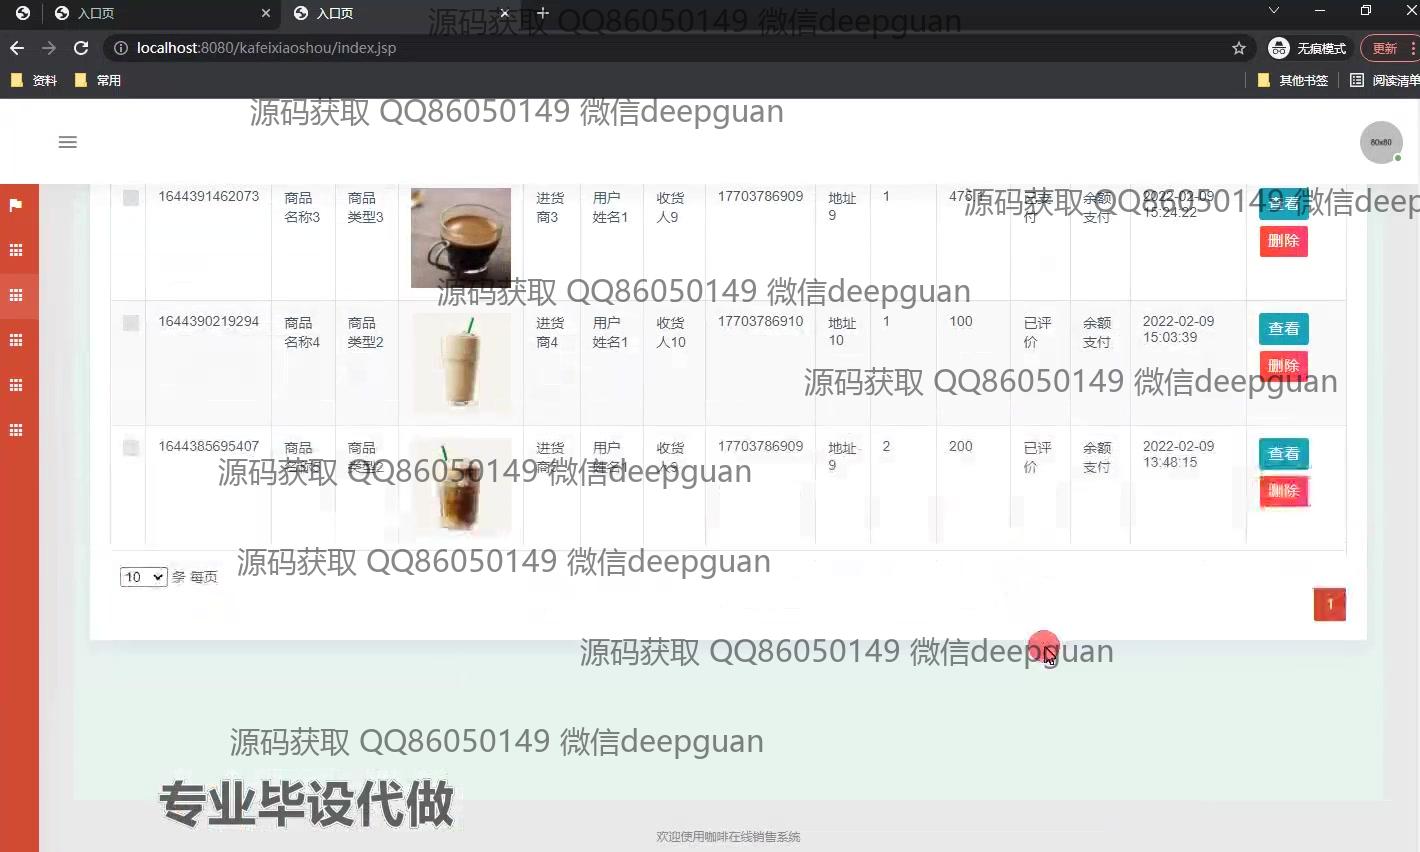 入口页
入口页
源码获取 QQ86050149 微信deepguan
localhost:8080/kafeixiaoshou/index.jsp
无痕模式
更新
资料
常用
其他书签
阅读清单
源码获取 QQ86050149 微信deepguan
80x80
1644391462073
商品
名称3
商品
类型3
进货
商3
用户
姓名1
收货
人9
17703786909
地址
9
1
余额
支付
2022-02-09
15:24:22
查看
删除
源码获取 QQ86050149 微信deep
源码获取 QQ86050149 微信deepguan
1644390219294
商品
名称4
商品
类型2
进货
商4
用户
姓名1
收货
人10
17703786910
地址
10
1
100
已评
价
余额
支付
2022-02-09
15:03:39
查看
删除
源码获取 QQ86050149 微信deepguan
1644385695407
商品
商品
类型2
进货
用户
姓名1
收货
17703786909
地址
9
2
200
已评
价
余额
支付
2022-02-09
13:48:15
查看
删除
源码获取 QQ86050149 微信deepguan
源码获取 QQ86050149 微信deepguan
10 条 每页
1
源码获取 QQ86050149 微信deepguan
源码获取 QQ86050149 微信deepguan
专业毕设代做
欢迎使用咖啡在线销售系统